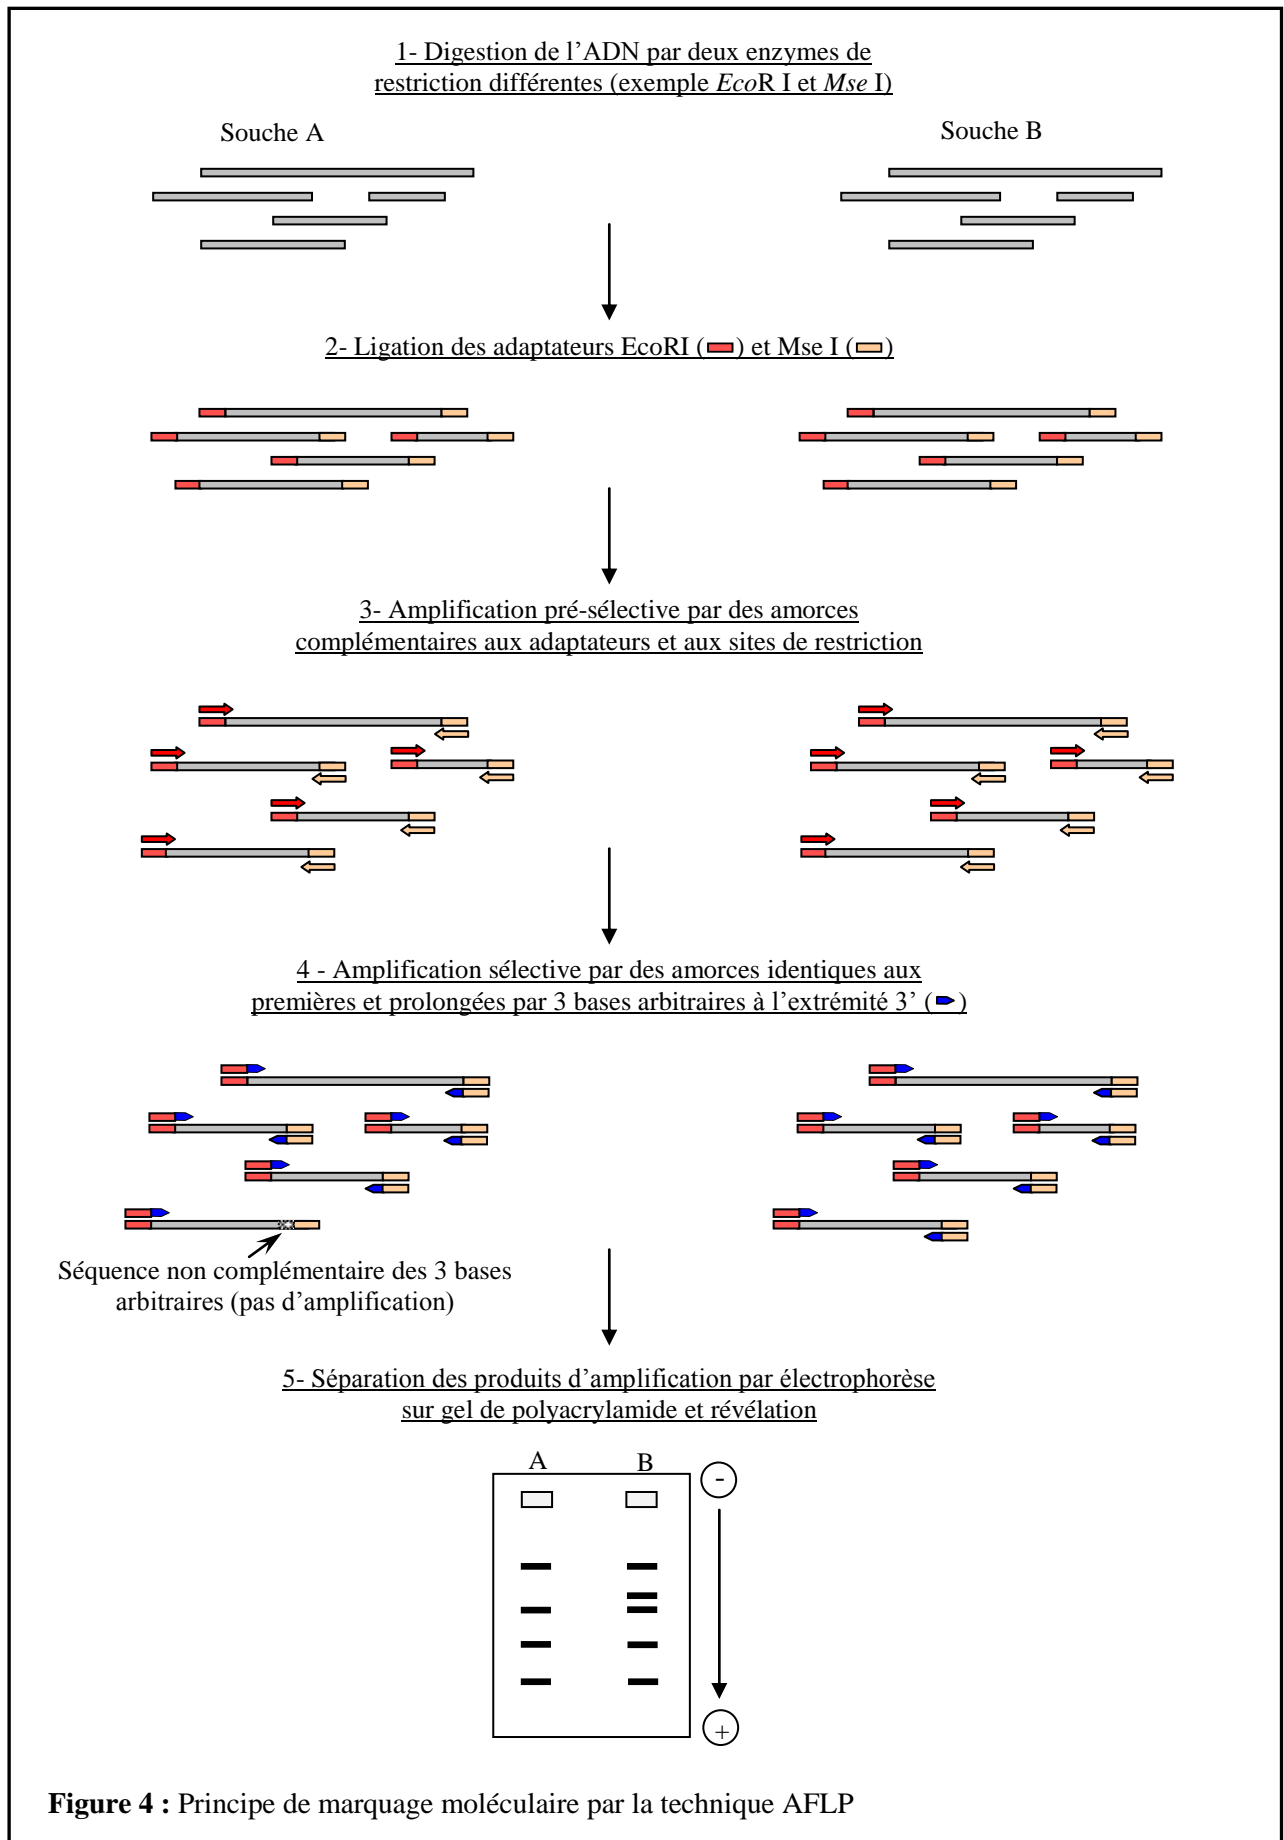 1- Digestion de l’ADN par deux enzymes de
restriction différentes (exemple EcoR I et Mse I)
Souche A
Souche B
2- Ligation des adaptateurs EcoRI ( ) et Mse I ( )
3- Amplification pré-sélective par des amorces
complémentaires aux adaptateurs et aux sites de restriction
4 - Amplification sélective par des amorces identiques aux
premières et prolongées par 3 bases arbitraires à l’extrémité 3’ ( )
Séquence non complémentaire des 3 bases
arbitraires (pas d’amplification)
5- Séparation des produits d’amplification par électrophorèse
sur gel de polyacrylamide et révélation
A B
-
+
Figure 4 : Principe de marquage moléculaire par la technique AFLP